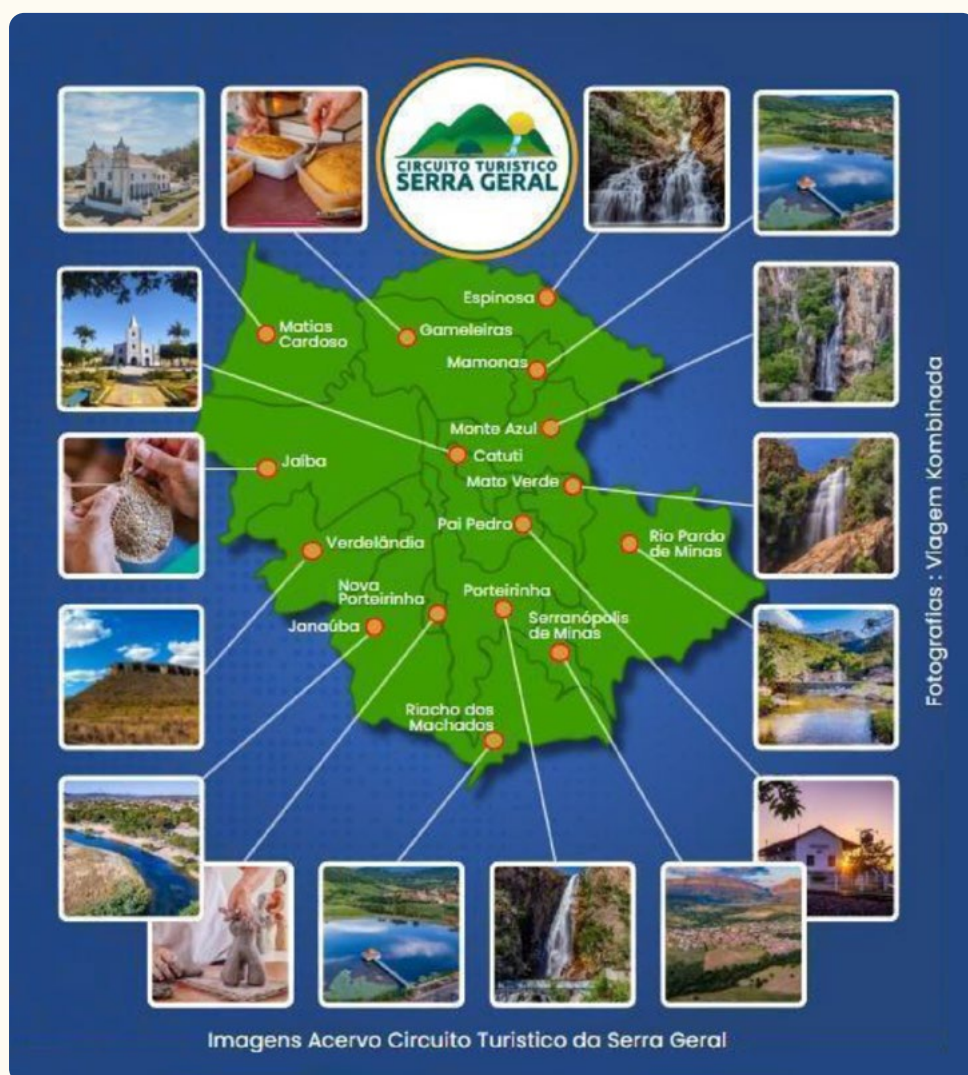 CIRCUITO TURISTICO
SERRA GERAL
Espinosa
Matias
Cardoso
Gameleiras
Mamonas
Monte Azul
Catuti
Jaíba
Mato Verde
Pai Pedro
Rio Pardo
de Minas
Verdelândia
Nova
Porteirinha
Porteirinha
Janaúba
Serranópolis
de Minas
Riacho dos
Machados
Fotografias : Viagem Kombinada
Imagens Acervo Circuito Turistico da Serra Geral